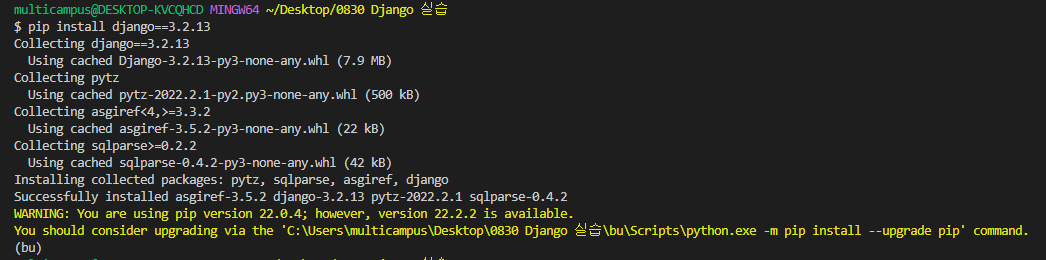 multicampus@DESKTOP-KVCQHCD MINGW64 ~/Desktop/0830 Django 실습
$ pip install django==3.2.13
Collecting django==3.2.13
  Using cached Django-3.2.13-py3-none-any.whl (7.9 MB)
Collecting pytz
  Using cached pytz-2022.2.1-py2.py3-none-any.whl (500 kB)
Collecting asgiref<4,>=3.3.2
  Using cached asgiref-3.5.2-py3-none-any.whl (22 kB)
Collecting sqlparse>=0.2.2
  Using cached sqlparse-0.4.2-py3-none-any.whl (42 kB)
Installing collected packages: pytz, sqlparse, asgiref, django
Successfully installed asgiref-3.5.2 django-3.2.13 pytz-2022.2.1 sqlparse-0.4.2
WARNING: You are using pip version 22.0.4; however, version 22.2.2 is available.
You should consider upgrading via the 'C:\Users\multicampus\Desktop\0830 Django 실습\bu\Scripts\python.exe -m pip install --upgrade pip' command.
(bu)